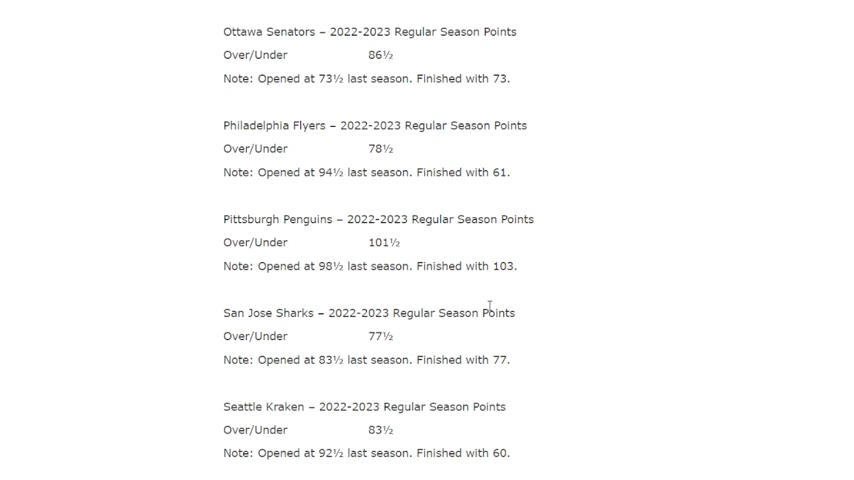 Ottawa Senators – 2022-2023 Regular Season Points
Over/Under 86½
Note: Opened at 73½ last season. Finished with 73.
Philadelphia Flyers – 2022-2023 Regular Season Points
Over/Under 78½
Note: Opened at 94½ last season. Finished with 61.
Pittsburgh Penguins – 2022-2023 Regular Season Points
Over/Under 101½
Note: Opened at 98½ last season. Finished with 103.
San Jose Sharks – 2022-2023 Regular Season Points
Over/Under 77½
Note: Opened at 83½ last season. Finished with 77.
Seattle Kraken – 2022-2023 Regular Season Points
Over/Under 83½
Note: Opened at 92½ last season. Finished with 60.